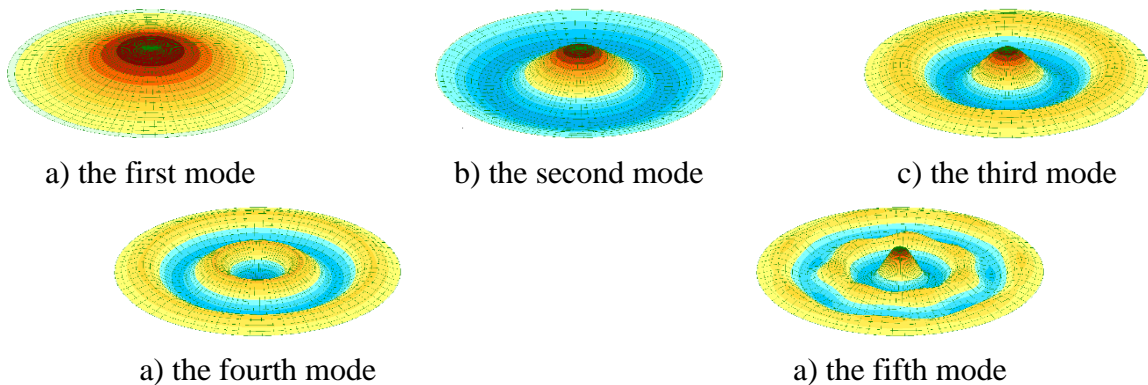 a) the first mode
b) the second mode
c) the third mode
a) the fourth mode
a) the fifth mode